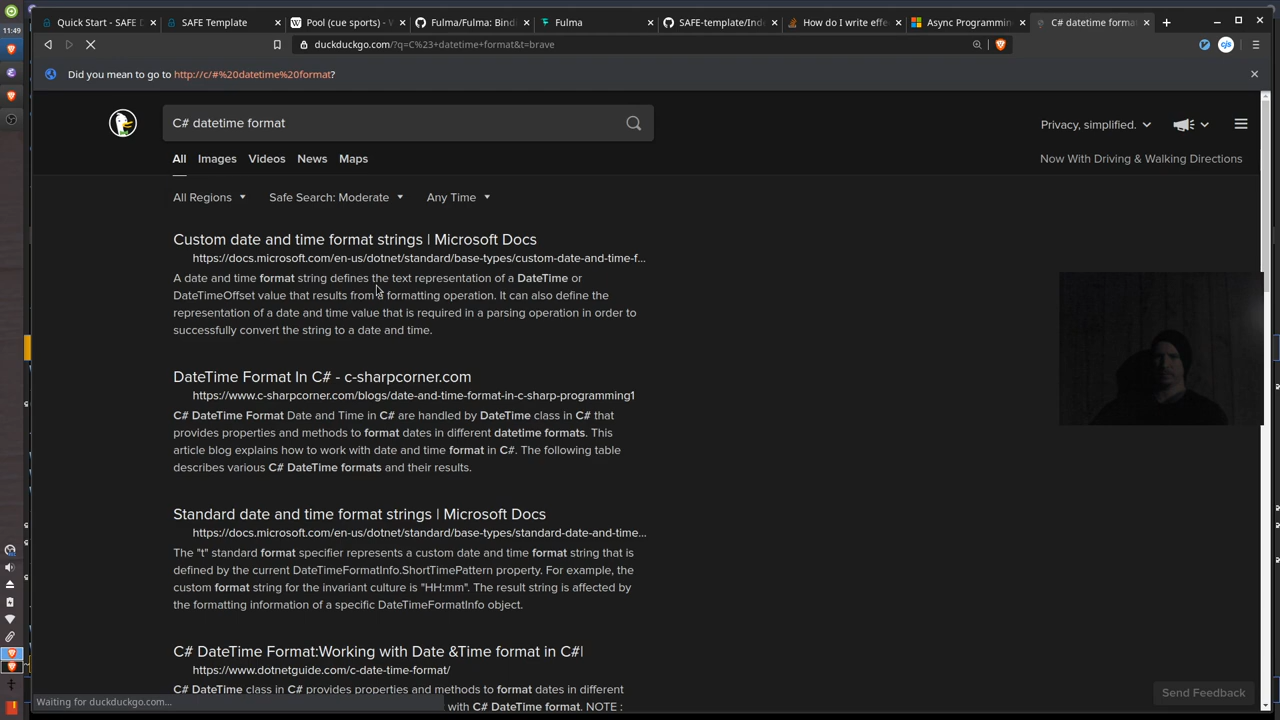 11:49
Quick Start - SAFE D
SAFE Template
Pool (cue sports) - W
Fulma/Fulma: Bindi
Fulma
SAFE-template/Inde
How do I write effe
Async Programmin
C# datetime forma
duckduckgo.com/?q=C%23+datetime+format&t=brave
Did you mean to go to http://c/#%20datetime%20format?
C# datetime format
Privacy, simplified.
All Images Videos News Maps
Now With Driving & Walking Directions
All Regions Safe Search: Moderate Any Time
Custom date and time format strings | Microsoft Docs
https://docs.microsoft.com/en-us/dotnet/standard/base-types/custom-date-and-time-f...
A date and time format string defines the text representation of a DateTime or
DateTimeOffset value that results from a formatting operation. It can also define the
representation of a date and time value that is required in a parsing operation in order to
successfully convert the string to a date and time.
DateTime Format In C# - c-sharpcorner.com
https://www.c-sharpcorner.com/blogs/date-and-time-format-in-c-sharp-programming1
C# DateTime Format Date and Time in C# are handled by DateTime class in C# that
provides properties and methods to format dates in different datetime formats. This
article blog explains how to work with date and time format in C#. The following table
describes various C# DateTime formats and their results.
Standard date and time format strings | Microsoft Docs
https://docs.microsoft.com/en-us/dotnet/standard/base-types/standard-date-and-time...
The "t" standard format specifier represents a custom date and time format string that is
defined by the current DateTimeFormatInfo.ShortTimePattern property. For example, the
custom format string for the invariant culture is "HH:mm". The result string is affected by
the formatting information of a specific DateTimeFormatInfo object.
C# DateTime Format:Working with Date &Time format in C#|
https://www.dotnetguide.com/c-date-time-format/
C# DateTime class in C# provides properties and methods to format dates in different
with C# DateTime format. NOTE :
Send Feedback
Waiting for duckduckgo.com...